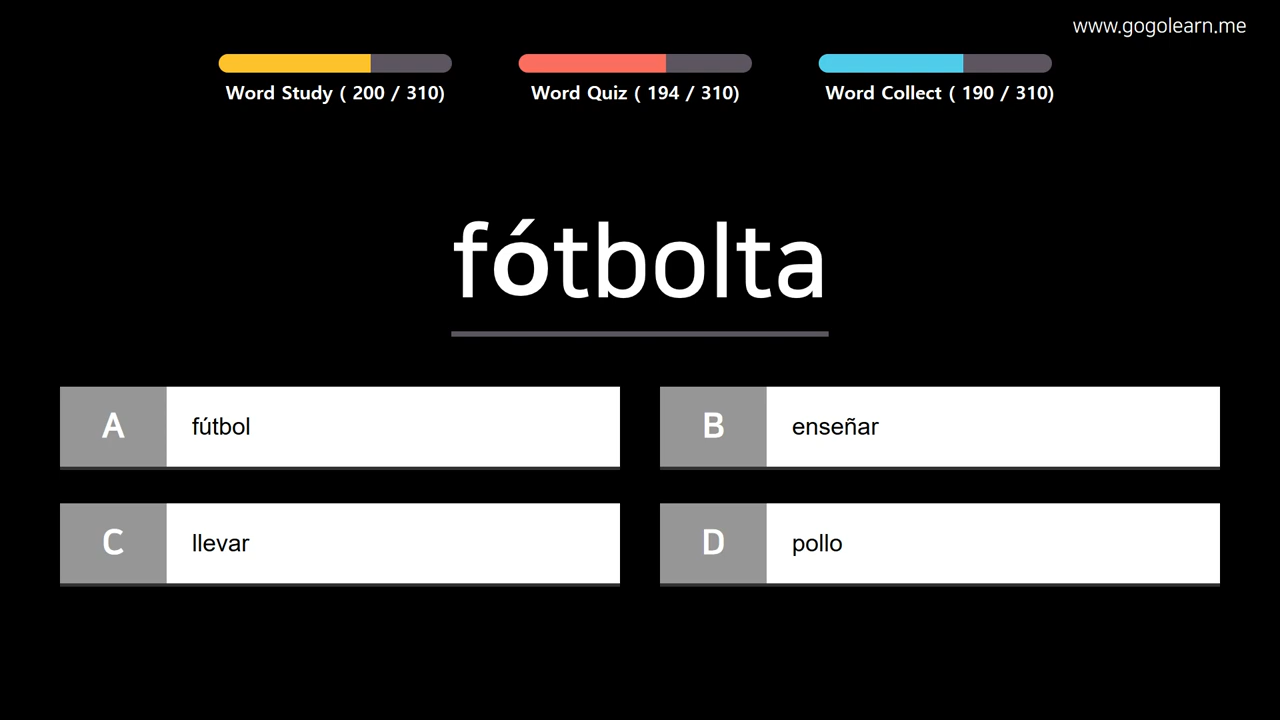 www.gogolearn.me
Word Study ( 200 / 310)
Word Quiz ( 194 / 310)
Word Collect ( 190 / 310)
fótbolta
A
fútbol
B
enseñar
C
llevar
D
pollo